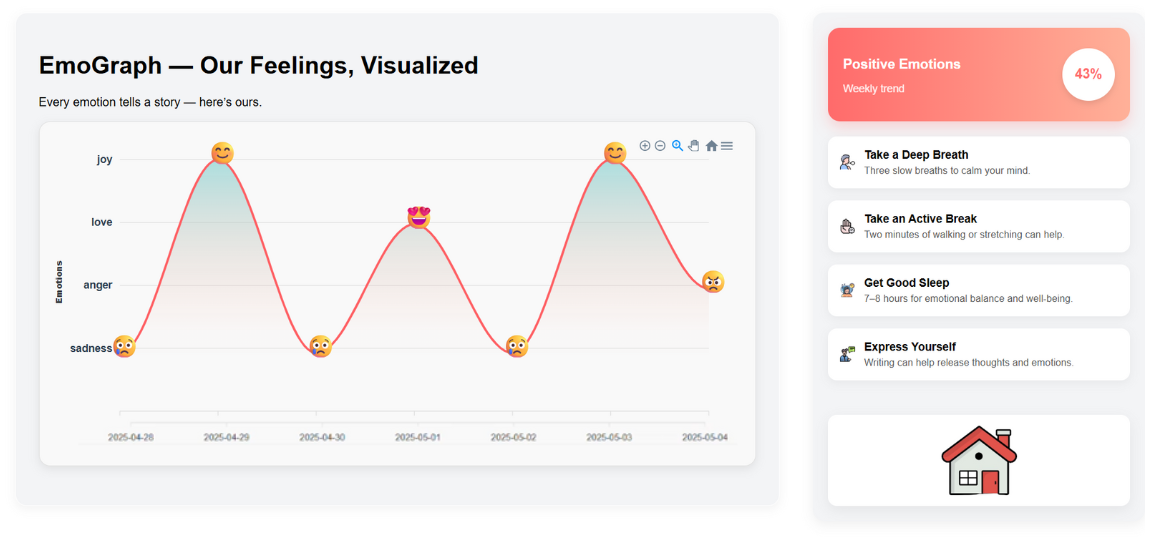 EmoGraph — Our Feelings, Visualized
Every emotion tells a story — here's ours.
joy
love
anger
sadness
Emotions
2025-04-28
2025-04-29
2025-04-30
2025-05-01
2025-05-02
2025-05-03
2025-05-04
Positive Emotions
Weekly trend
43%
Take a Deep Breath
Three slow breaths to calm your mind.
Take an Active Break
Two minutes of walking or stretching can help.
Get Good Sleep
7–8 hours for emotional balance and well-being.
Express Yourself
Writing can help release thoughts and emotions.